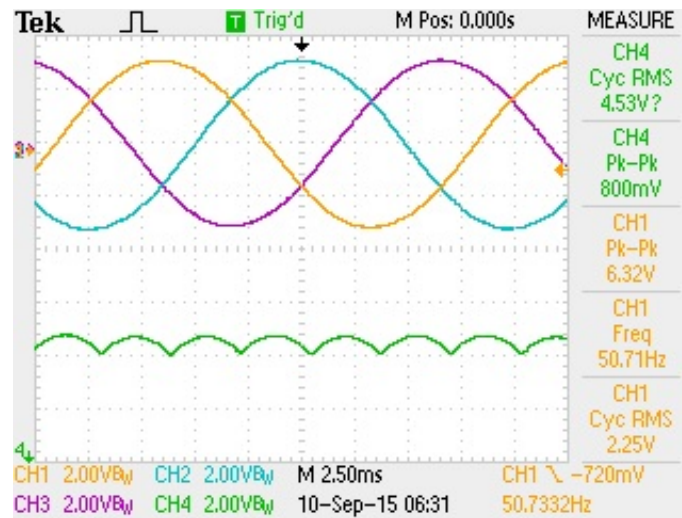 Tek Trig'd M Pos: 0.000s MEASURE
CH4
Cyc RMS
4.53V?
CH4
Pk-Pk
800mV
CH1
Pk-Pk
6.32V
CH1
Freq
50.71Hz
CH1
Cyc RMS
2.25V
4
CH1 2.00VBW CH2 2.00VBW M 2.50ms CH1 -720mV
CH3 2.00VBW CH4 2.00VBW 10-Sep-15 06:31 50.7332Hz